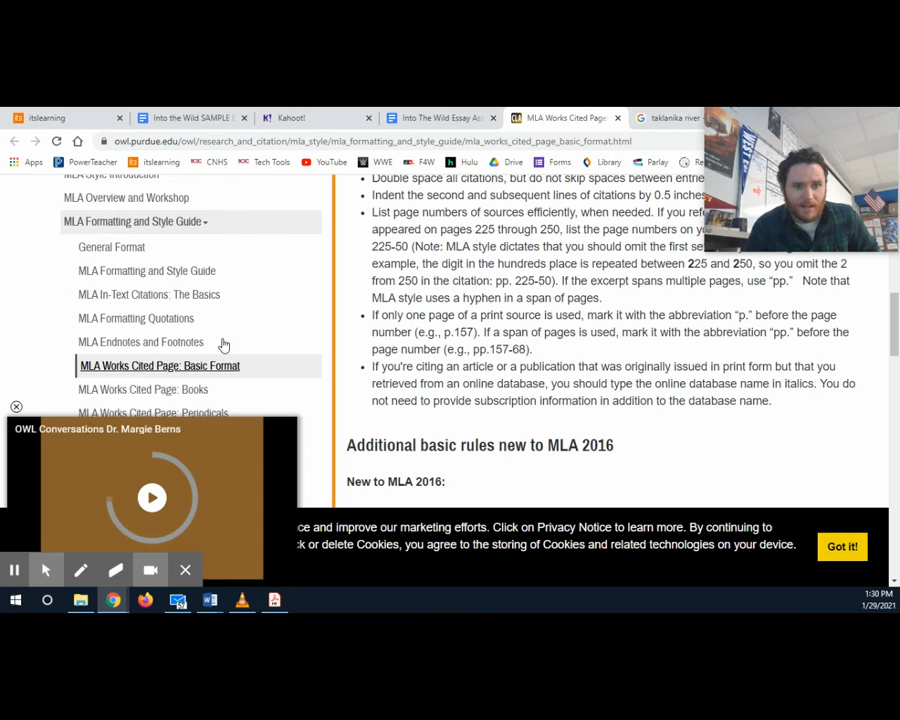 itslearning
Into the Wild SAMPLE
Kahoot!
Into The Wild Essay Ass
MLA Works Cited Page:
taklanika river
owl.purdue.edu/owl/research_and_citation/mla_style/mla_formatting_and_style_guide/mla_works_cited_page_basic_format.html
Apps PowerTeacher itslearning CNHS Tech Tools YouTube WWE F4W Hulu Drive Forms Library Parlay
MLA Style Introduction
MLA Overview and Workshop
MLA Formatting and Style Guide
General Format
MLA Formatting and Style Guide
MLA In-Text Citations: The Basics
MLA Formatting Quotations
MLA Endnotes and Footnotes
MLA Works Cited Page: Basic Format
MLA Works Cited Page: Books
MLA Works Cited Page: Periodicals
Double space all citations, but do not skip spaces between entrie
Indent the second and subsequent lines of citations by 0.5 inches
List page numbers of sources efficiently, when needed. If you refe
appeared on pages 225 through 250, list the page numbers on yo
225-50 (Note: MLA style dictates that you should omit the first se
example, the digit in the hundreds place is repeated between 225 and 250, so you omit the 2
from 250 in the citation: pp. 225-50). If the excerpt spans multiple pages, use “pp.” Note that
MLA style uses a hyphen in a span of pages.
If only one page of a print source is used, mark it with the abbreviation “p.” before the page
number (e.g., p.157). If a span of pages is used, mark it with the abbreviation “pp.” before the
page number (e.g., pp.157-68).
If you're citing an article or a publication that was originally issued in print form but that you
retrieved from an online database, you should type the online database name in italics. You do
not need to provide subscription information in addition to the database name.
Additional basic rules new to MLA 2016
New to MLA 2016:
OWL Conversations Dr. Margie Berns
ce and improve our marketing efforts. Click on Privacy Notice to learn more. By continuing to
ck or delete Cookies, you agree to the storing of Cookies and related technologies on your device.
Got it!
1:30 PM
1/29/2021